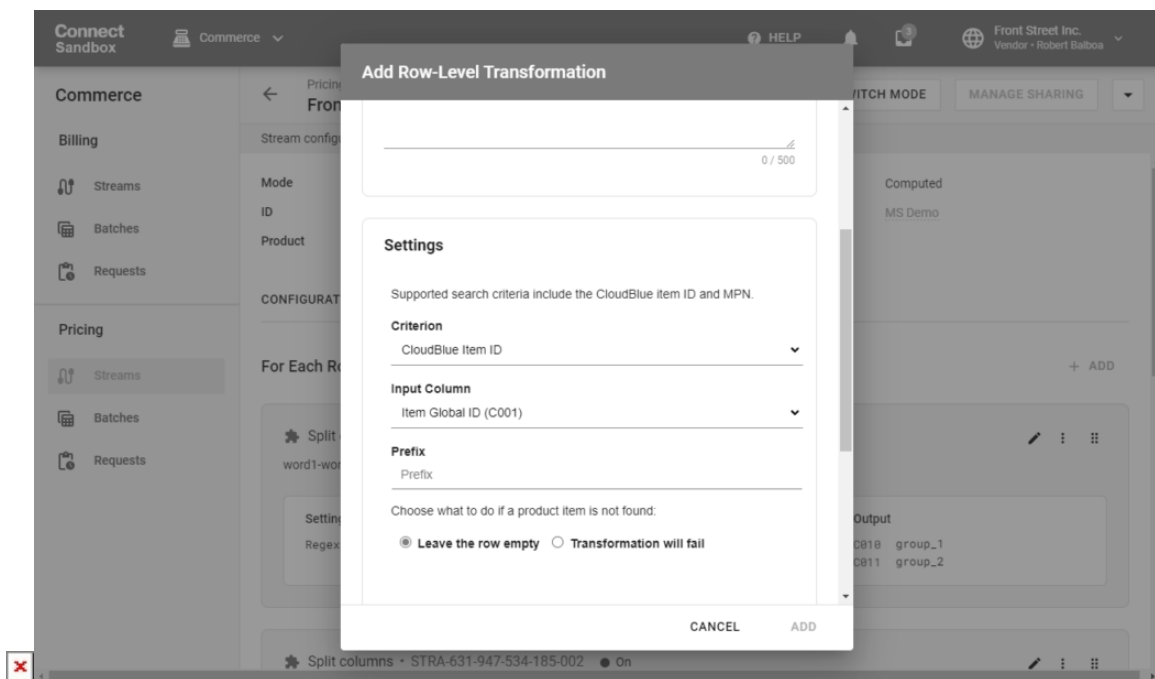 Connect
Sandbox
Commerce
HELP
3
Front Street Inc.
Vendor • Robert Balboa
Commerce
Billing
Streams
Batches
Requests
Pricing
Streams
Batches
Requests
Pricing
Fron
ITCH MODE
MANAGE SHARING
Stream config
Mode
ID
Product
Computed
MS Demo
CONFIGURAT
For Each R
+ ADD
Split
word1-wor
Setting
Regex
Output
C010 group_1
C011 group_2
Split columns • STRA-631-947-534-185-002 ● On
Add Row-Level Transformation
0 / 500
Settings
Supported search criteria include the CloudBlue item ID and MPN.
Criterion
CloudBlue Item ID
Input Column
Item Global ID (C001)
Prefix
Prefix
Choose what to do if a product item is not found:
Leave the row empty
Transformation will fail
CANCEL
ADD